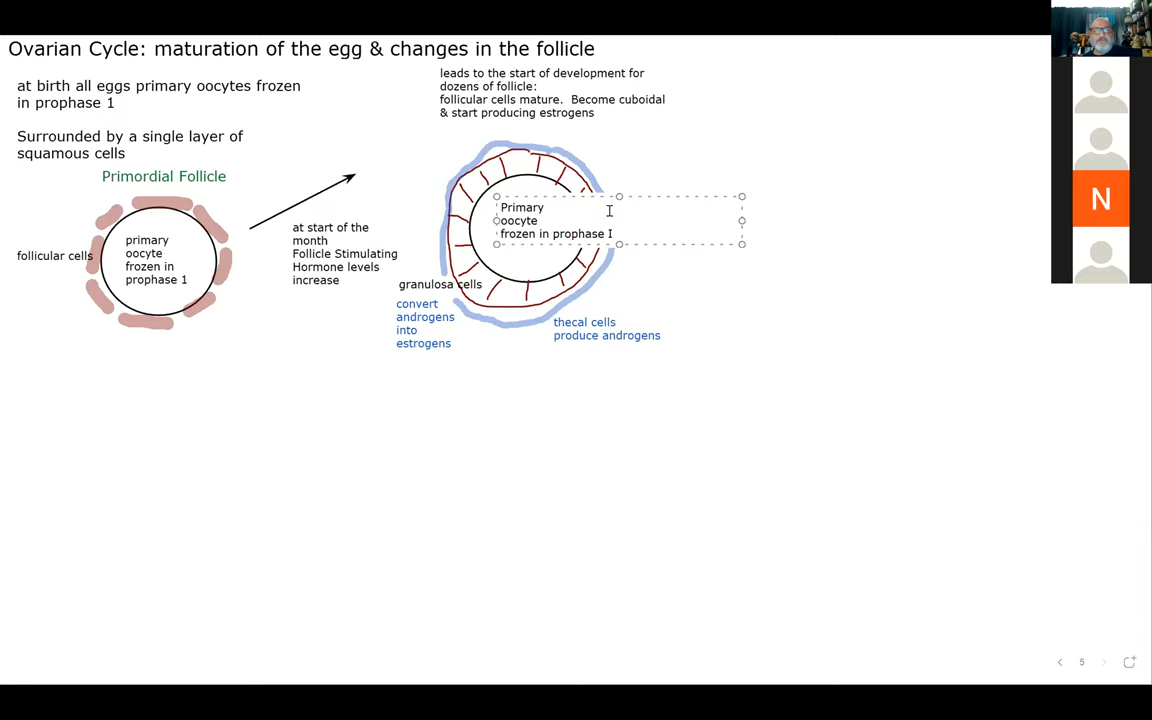 Ovarian Cycle: maturation of the egg & changes in the follicle
at birth all eggs primary oocytes frozen
in prophase 1
Surrounded by a single layer of
squamous cells
Primordial Follicle
follicular cells
primary
oocyte
frozen in
prophase 1
at start of the
month
Follicle Stimulating
Hormone levels
increase
leads to the start of development for
dozens of follicle:
follicular cells mature. Become cuboidal
& start producing estrogens
Primary
oocyte
frozen in prophase I
granulosa cells
convert
androgens
into
estrogens
thecal cells
produce androgens
N
5